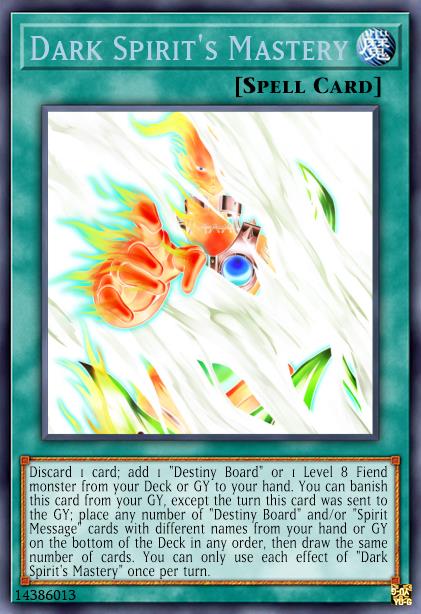 Dark Spirit's Mastery
魔
[Spell Card]
Discard 1 card; add 1 "Destiny Board" or 1 Level 8 Fiend
monster from your Deck or GY to your hand. You can banish
this card from your GY, except the turn this card was sent to
the GY; place any number of "Destiny Board" and/or "Spirit
Message" cards with different names from your hand or GY
on the bottom of the Deck in any order, then draw the same
number of cards. You can only use each effect of "Dark
Spirit's Mastery" once per turn.
14386013